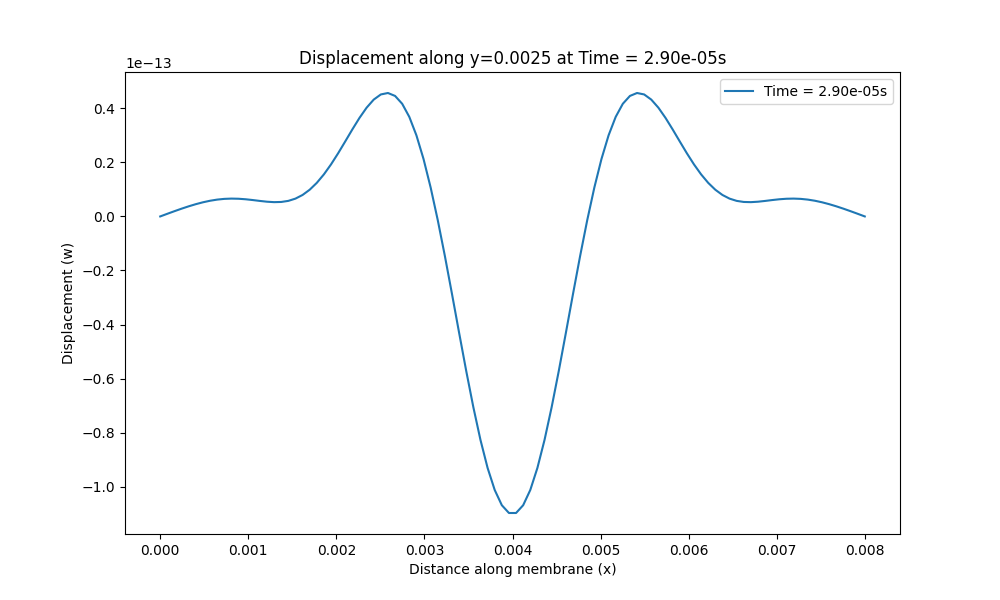 Displacement along y=0.0025 at Time = 2.90e-05s
1e−13
Time = 2.90e-05s
0.4
0.2
0.0
−0.2
−0.4
−0.6
−0.8
−1.0
Displacement (w)
0.000 0.001 0.002 0.003 0.004 0.005 0.006 0.007 0.008
Distance along membrane (x)